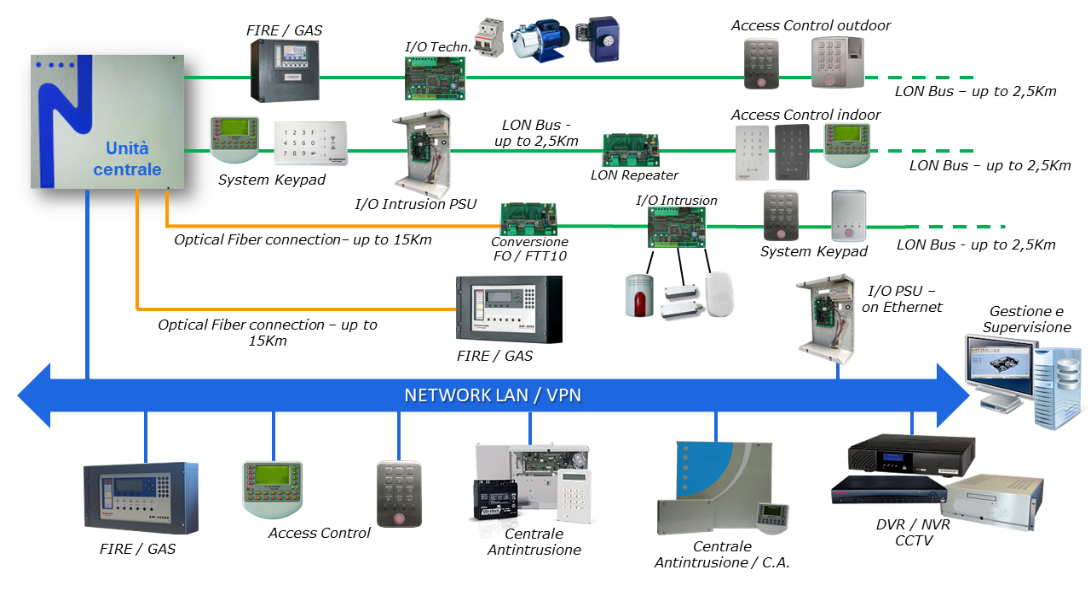 FIRE / GAS
I/O Techn.
Access Control outdoor
LON Bus – up to 2,5Km
Unità
centrale
System Keypad
I/O Intrusion PSU
LON Bus -
up to 2,5Km
LON Repeater
Access Control indoor
LON Bus – up to 2,5Km
Optical Fiber connection– up to 15Km
Conversione
FO / FTT10
I/O Intrusion
System Keypad
LON Bus - up to 2,5Km
Optical Fiber connection – up to
15Km
FIRE / GAS
I/O PSU –
on Ethernet
Gestione e
Supervisione
NETWORK LAN / VPN
FIRE / GAS
Access Control
Centrale
Antintrusione
Centrale
Antintrusione / C.A.
DVR / NVR
CCTV